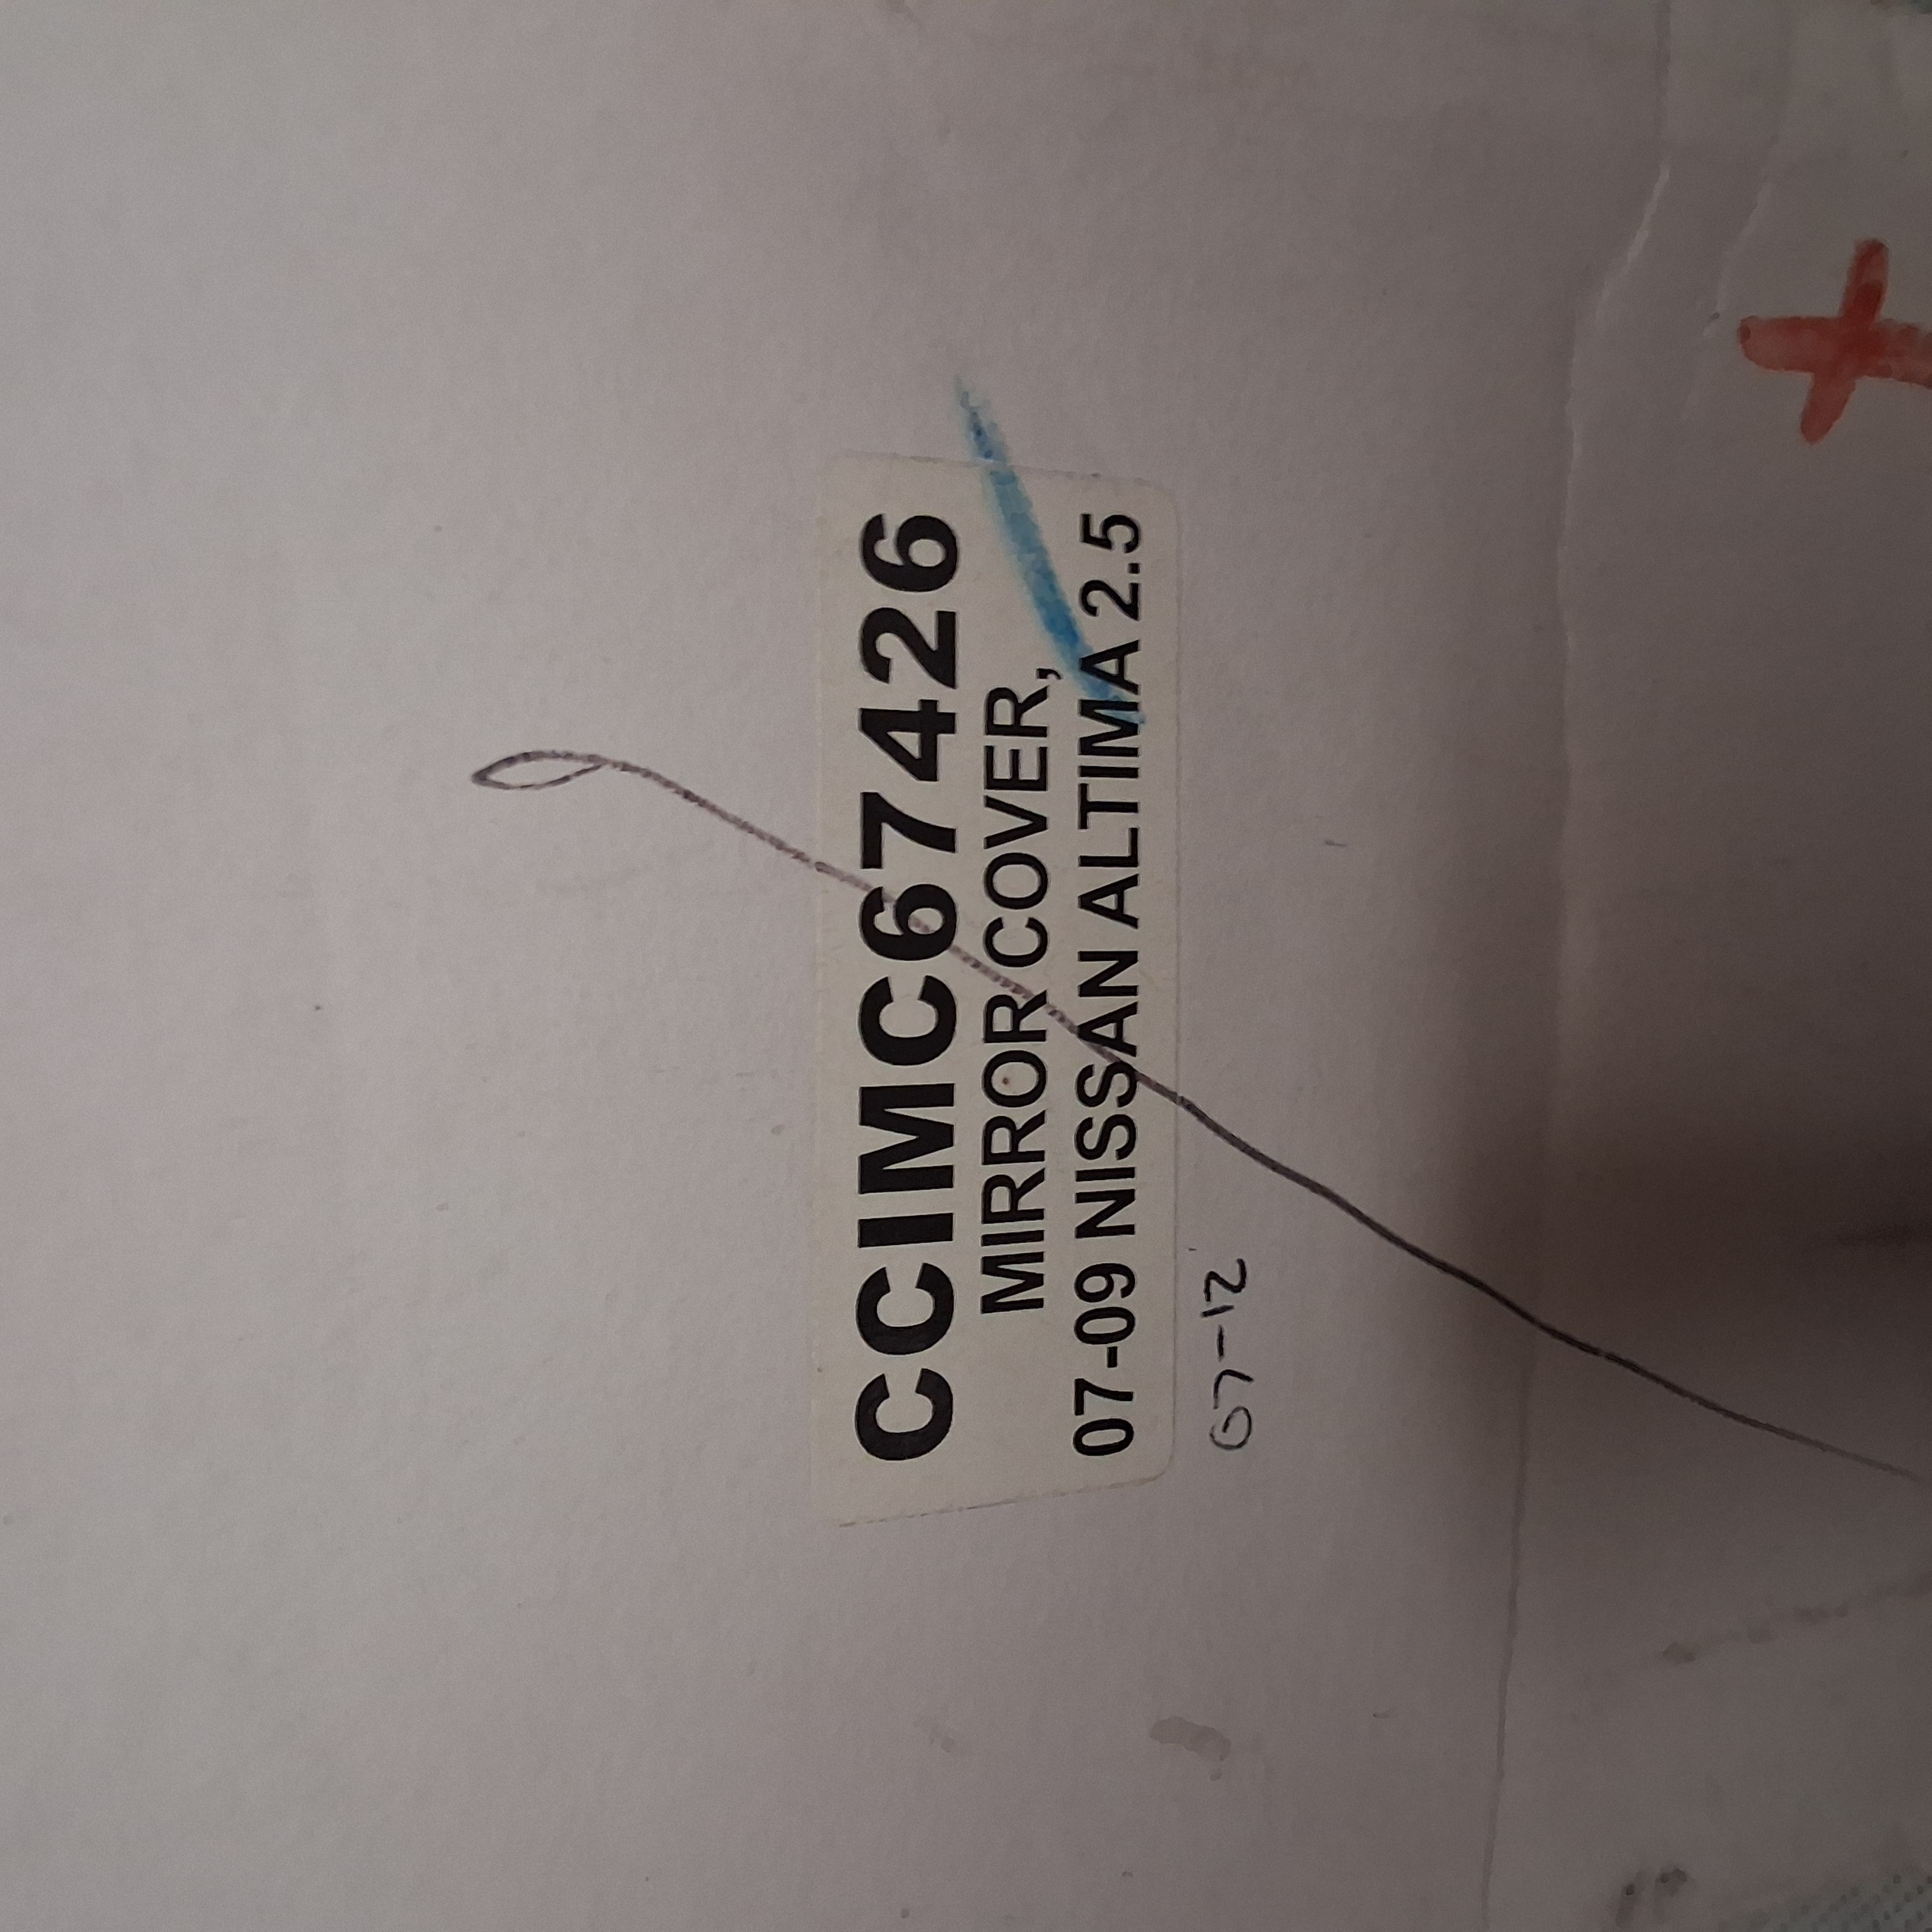 CCIMC67426
MIRROR COVER,
07-09 NISSAN ALTIMA 2.5
07-12